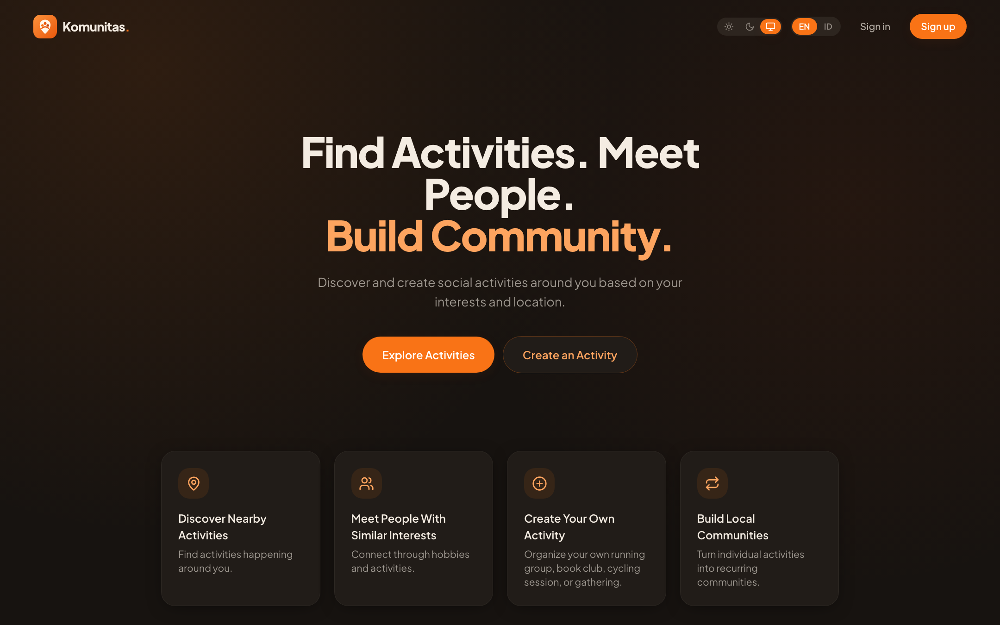 Komunitas.
EN ID Sign in Sign up
Find Activities. Meet
People.
Build Community.
Discover and create social activities around you based on your
interests and location.
Explore Activities
Create an Activity
Discover Nearby
Activities
Find activities happening
around you.
Meet People With
Similar Interests
Connect through hobbies
and activities.
Create Your Own
Activity
Organize your own running
group, book club, cycling
session, or gathering.
Build Local
Communities
Turn individual activities
into recurring
communities.